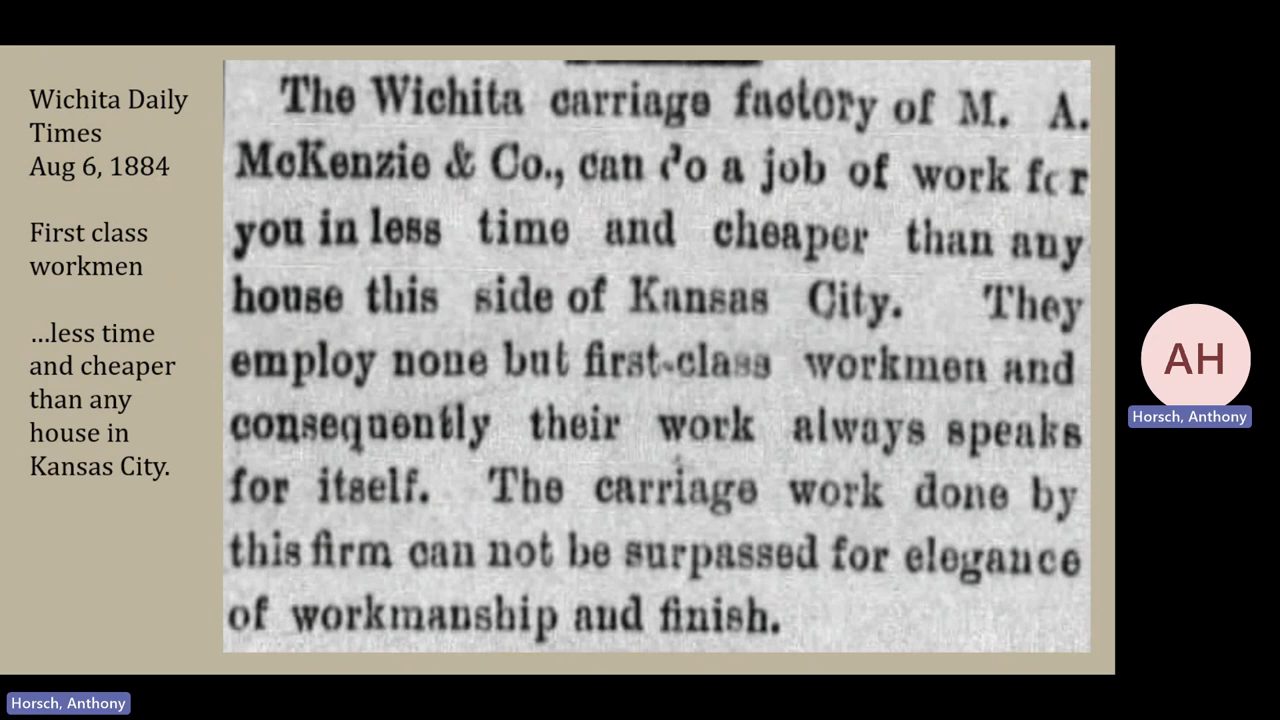 Wichita Daily
Times
Aug 6, 1884
First class
workmen
...less time
and cheaper
than any
house in
Kansas City.
The Wichita carriage factory of M. A.
McKenzie & Co., can do a job of work for
you in less time and cheaper than any
house this side of Kansas City. They
employ none but first-class workmen and
consequently their work always speaks
for itself. The carriage work done by
this firm can not be surpassed for elegance
of workmanship and finish.
AH
Horsch, Anthony
Horsch, Anthony